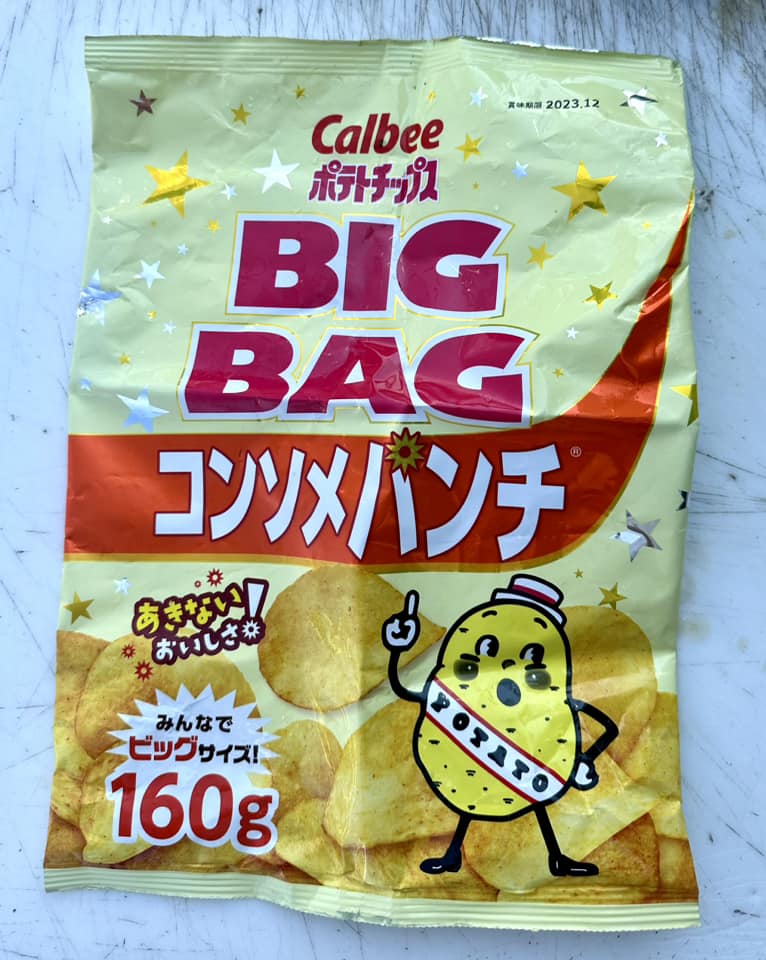 賞味期限 2023.12
Calbee
ポテトチップス
BIG
BAG
コンソメパンチ®
あきない
おいしさ!
みんなで
ビッグサイズ!
160g
POTATO